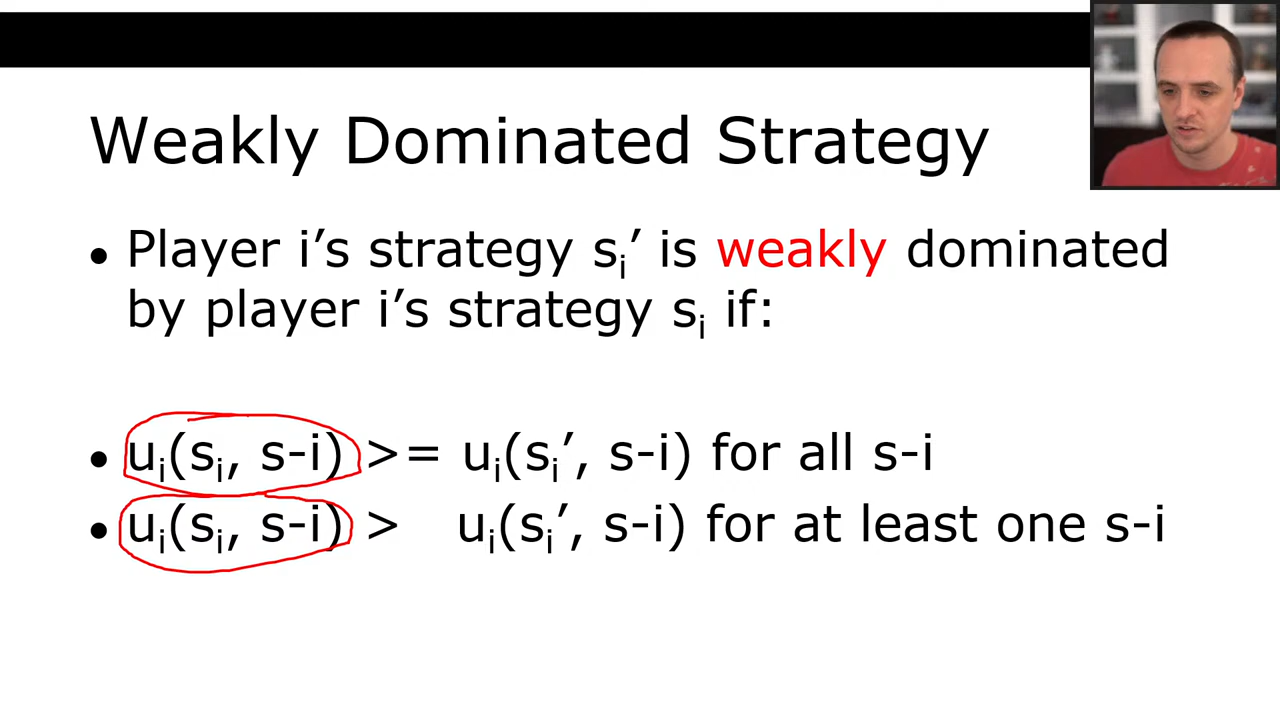 Weakly Dominated Strategy
• Player i’s strategy sᵢ’ is weakly dominated
by player i’s strategy sᵢ if:
• uᵢ(sᵢ, s-i) >= uᵢ(sᵢ’, s-i) for all s-i
• uᵢ(sᵢ, s-i) > uᵢ(sᵢ’, s-i) for at least one s-i